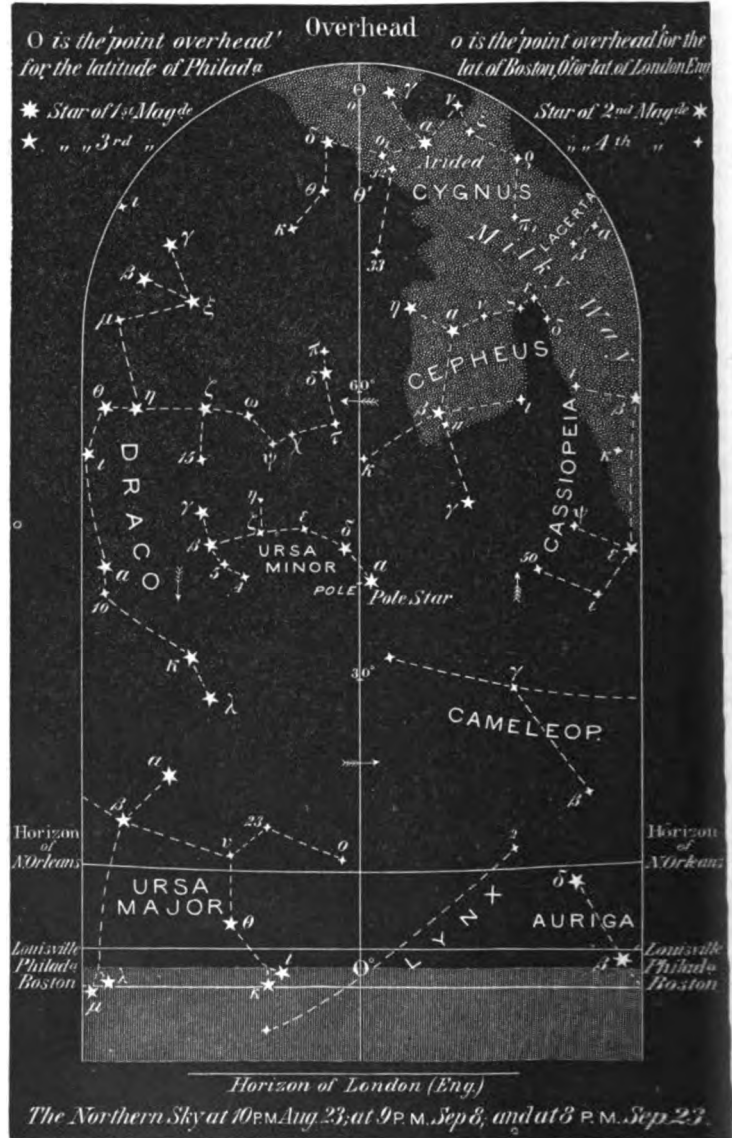 Overhead
O is the 'point overhead'
for the latitude of Philadª
o is the 'point overhead' for the
lat. of Boston, O' for lat. of London Eng
Star of 1st Magde
Star of 2nd Magde
„ „ 3rd „
„ „ 4th „
Arided
CYGNUS
LACERTA
Milky Way
CEPHEUS
60°
CASSIOPEIA
DRACO
URSA
MINOR
POLE
Pole Star
30°
CAMELEOP.
Horizon
of
N.Orleans
Horizon
of
N.Orleans
URSA
MAJOR
LYNX
AURIGA
Louisville
Philadª
Boston
0°
Louisville
Philadª
Boston
Horizon of London (Eng.)
The Northern Sky at 10 P.M. Aug. 23; at 9 P.M. Sep 8; and at 8 P.M. Sep. 23.